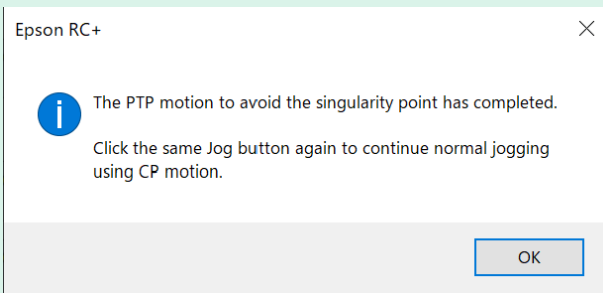 Epson RC+
The PTP motion to avoid the singularity point has completed.
Click the same Jog button again to continue normal jogging
using CP motion.
OK